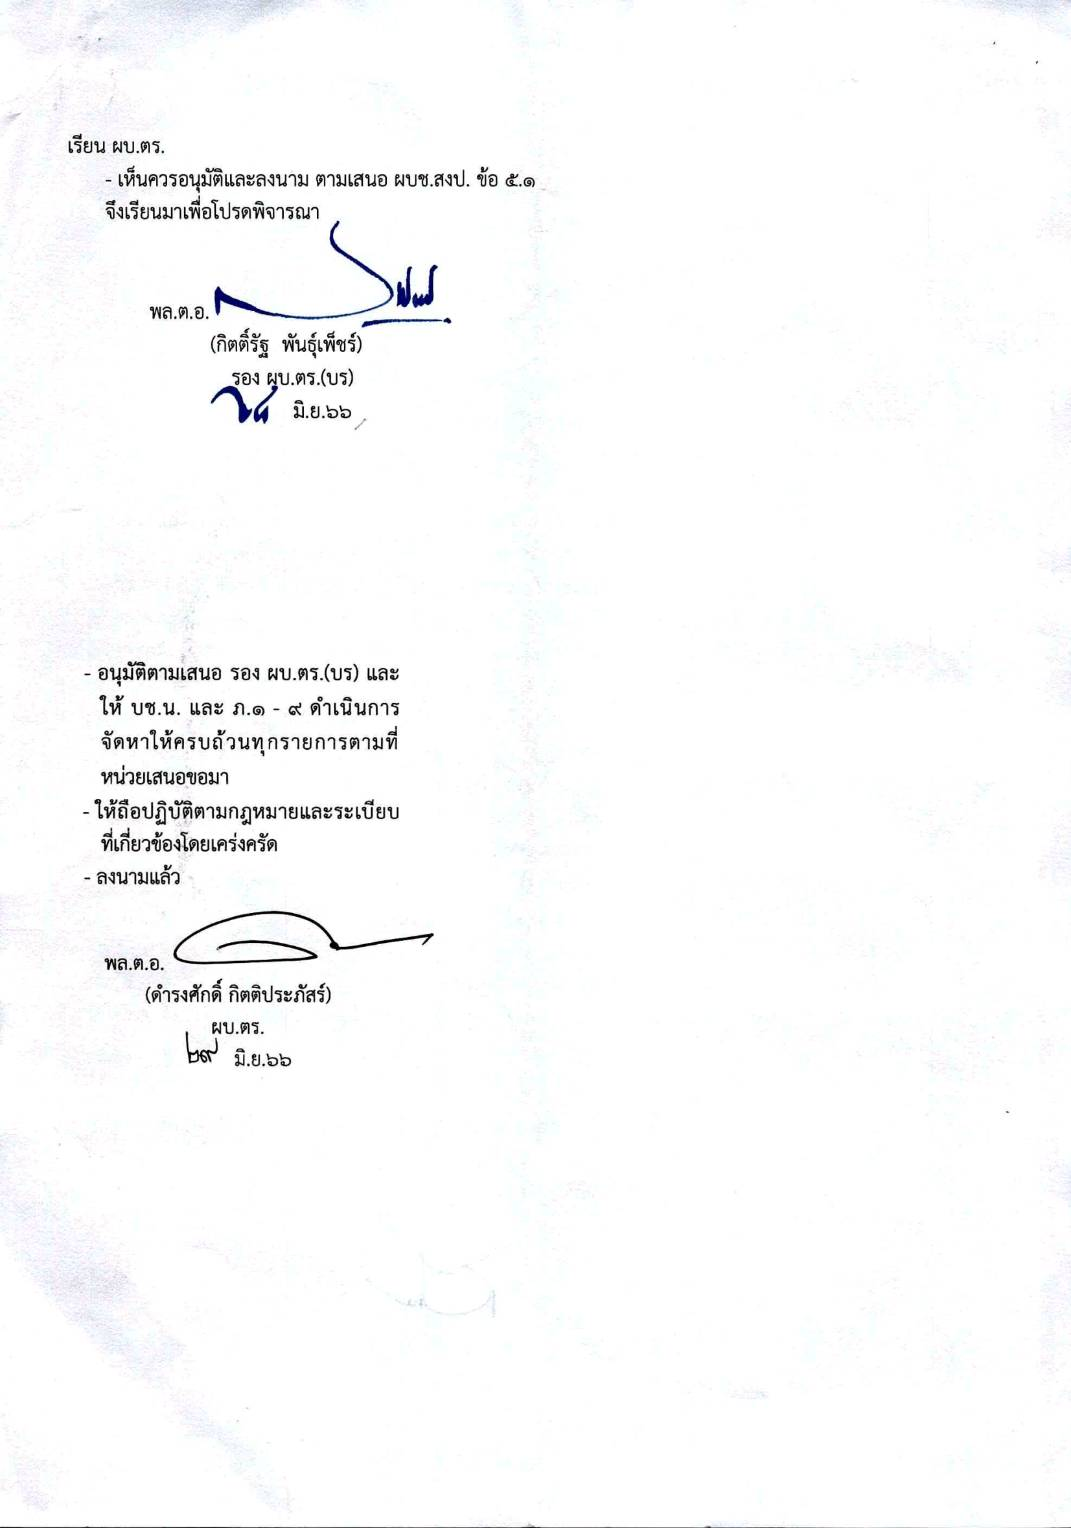 เรียน ผบ.ตร.
- เห็นควรอนุมัติและลงนาม ตามเสนอ ผบช.สงป. ข้อ ๕.๑
จึงเรียนมาเพื่อโปรดพิจารณา
พล.ต.อ.
(กิตติ์รัฐ พันธุ์เพ็ชร์)
รอง ผบ.ตร.(บร)
มิ.ย.๖๖
- อนุมัติตามเสนอ รอง ผบ.ตร.(บร) และ
ให้ บช.น. และ ภ.๑ - ๙ ดำเนินการ
จัดหาให้ครบถ้วนทุกรายการตามที่
หน่วยเสนอขอมา
- ให้ถือปฏิบัติตามกฎหมายและระเบียบ
ที่เกี่ยวข้องโดยเคร่งครัด
- ลงนามแล้ว
พล.ต.อ.
(ดำรงศักดิ์ กิตติประภัสร์)
ผบ.ตร.
๒๙ มิ.ย.๖๖